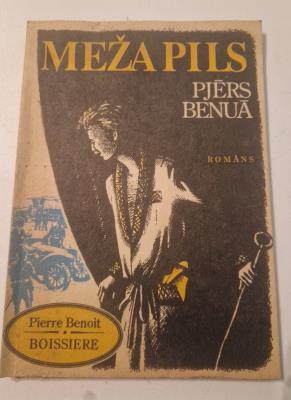 MEŽA PILS
PJĒRS
BENUĀ
ROMĀNS
Pierre Benoit
BOISSIERE